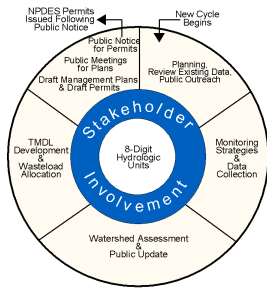 NPDES Permits
Issued Following
Public Notice
New Cycle
Begins
Public Notice
for Permits
Public Meetings
for Plans
Draft Management Plans
& Draft Permits
Planning,
Review Existing Data,
Public Outreach
Stakeholder
Involvement
8-Digit
Hydrologic
Units
TMDL
Development
&
Wasteload
Allocation
Monitoring
Strategies
&
Data
Collection
Watershed Assessment
&
Public Update